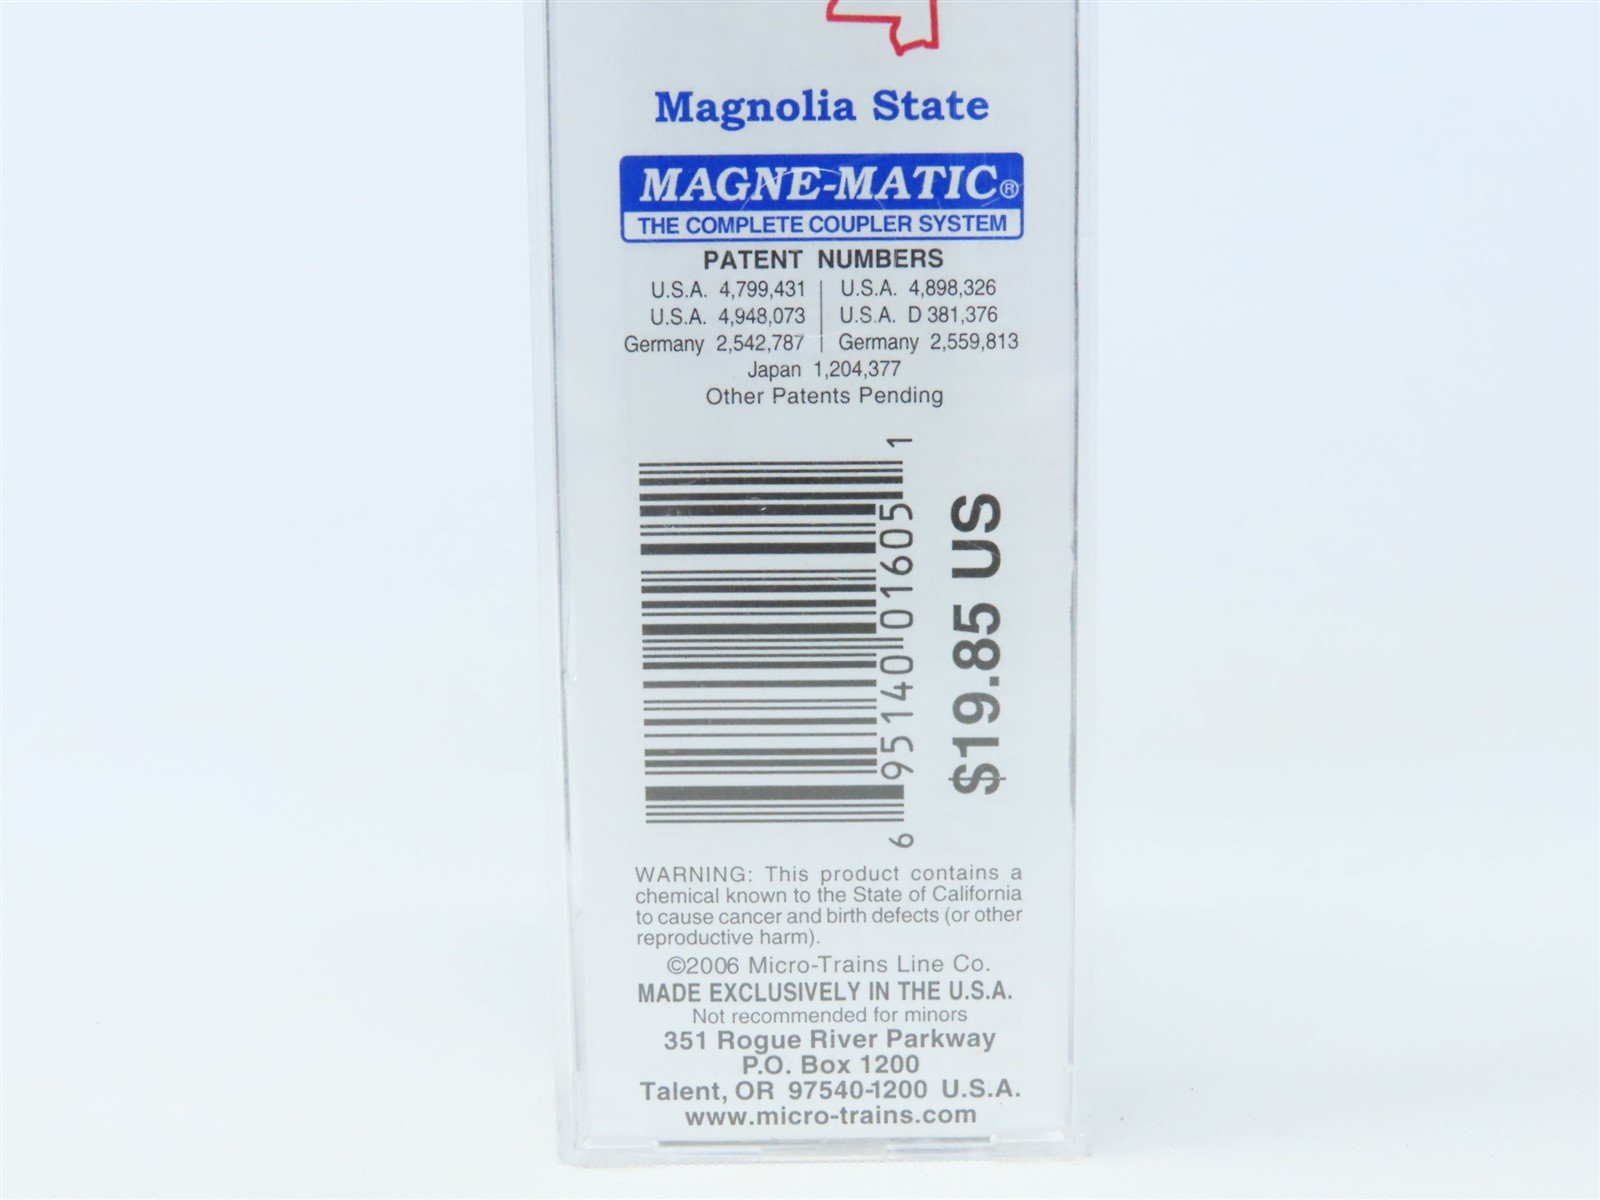 Magnolia State
MAGNE-MATIC®
THE COMPLETE COUPLER SYSTEM
PATENT NUMBERS
U.S.A. 4,799,431 | U.S.A. 4,898,326
U.S.A. 4,948,073 | U.S.A. D 381,376
Germany 2,542,787 | Germany 2,559,813
Japan 1,204,377
Other Patents Pending
6 95140 01605 1
$19.85 US
WARNING: This product contains a
chemical known to the State of California
to cause cancer and birth defects (or other
reproductive harm).
©2006 Micro-Trains Line Co.
MADE EXCLUSIVELY IN THE U.S.A.
Not recommended for minors
351 Rogue River Parkway
P.O. Box 1200
Talent, OR 97540-1200 U.S.A.
www.micro-trains.com